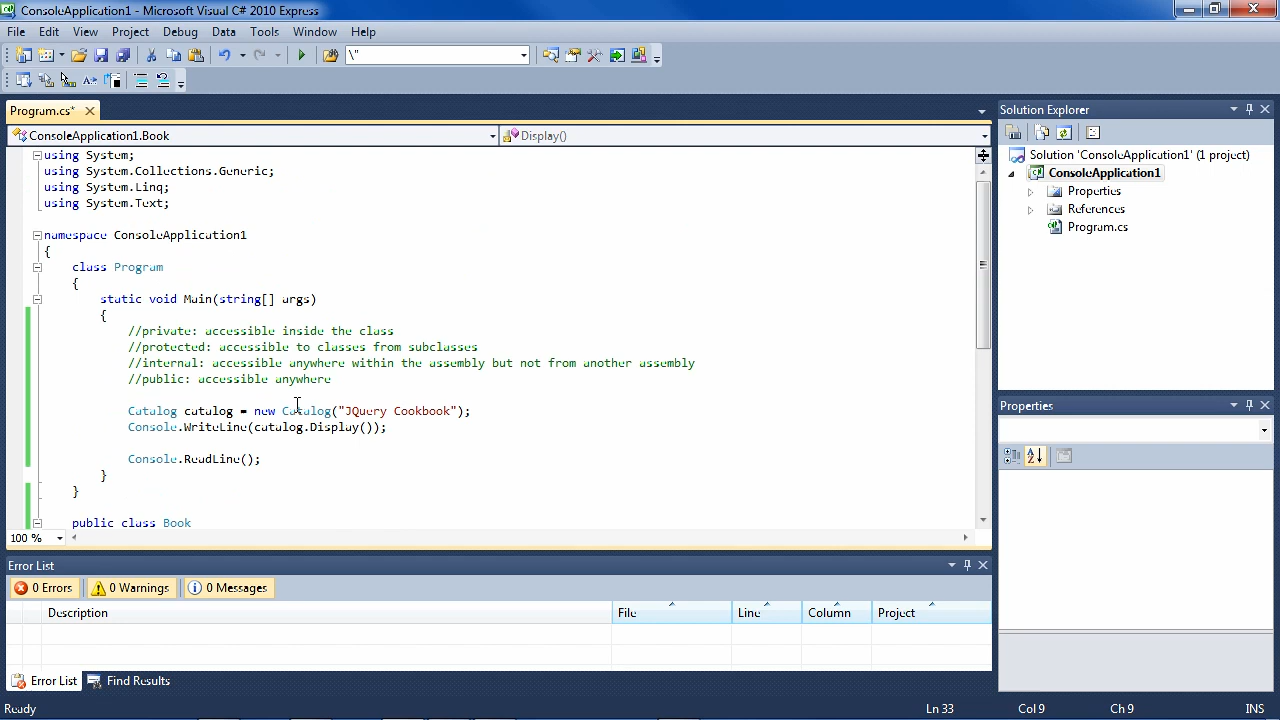 ConsoleApplication1 - Microsoft Visual C# 2010 Express
File Edit View Project Debug Data Tools Window Help
\"
Program.cs*
ConsoleApplication1.Book
Display()
using System;
using System.Collections.Generic;
using System.Linq;
using System.Text;
namespace ConsoleApplication1
{
class Program
{
static void Main(string[] args)
{
//private: accessible inside the class
//protected: accessible to classes from subclasses
//internal: accessible anywhere within the assembly but not from another assembly
//public: accessible anywhere
Catalog catalog = new Catalog("JQuery Cookbook");
Console.WriteLine(catalog.Display());
Console.ReadLine();
}
}
public class Book
100 %
Solution Explorer
Solution 'ConsoleApplication1' (1 project)
ConsoleApplication1
Properties
References
Program.cs
Properties
Error List
0 Errors 0 Warnings 0 Messages
Description File Line Column Project
Error List Find Results
Ready Ln 33 Col 9 Ch 9 INS